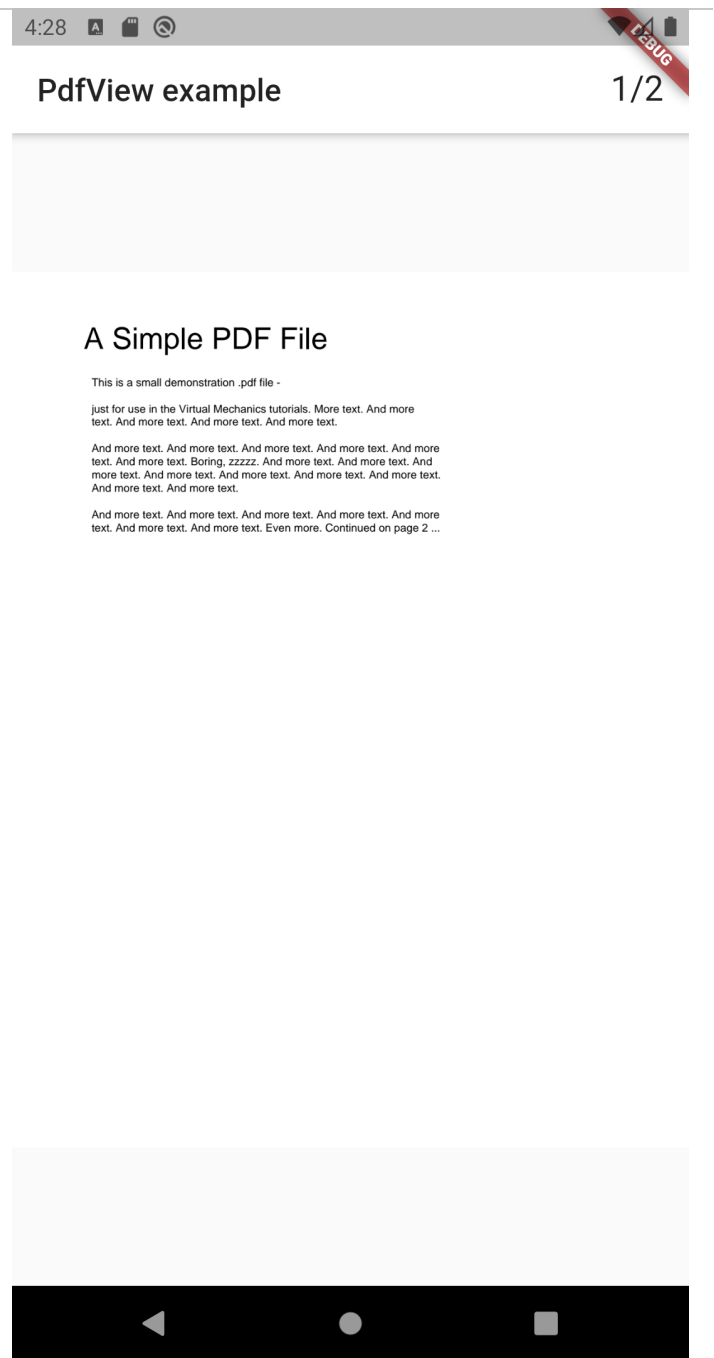 4:28
DEBUG
PdfView example
1/2
A Simple PDF File
This is a small demonstration .pdf file -
just for use in the Virtual Mechanics tutorials. More text. And more
text. And more text. And more text. And more text.
And more text. And more text. And more text. And more text. And more
text. And more text. Boring, zzzzz. And more text. And more text. And
more text. And more text. And more text. And more text. And more text.
And more text. And more text.
And more text. And more text. And more text. And more text. And more
text. And more text. And more text. Even more. Continued on page 2 ...